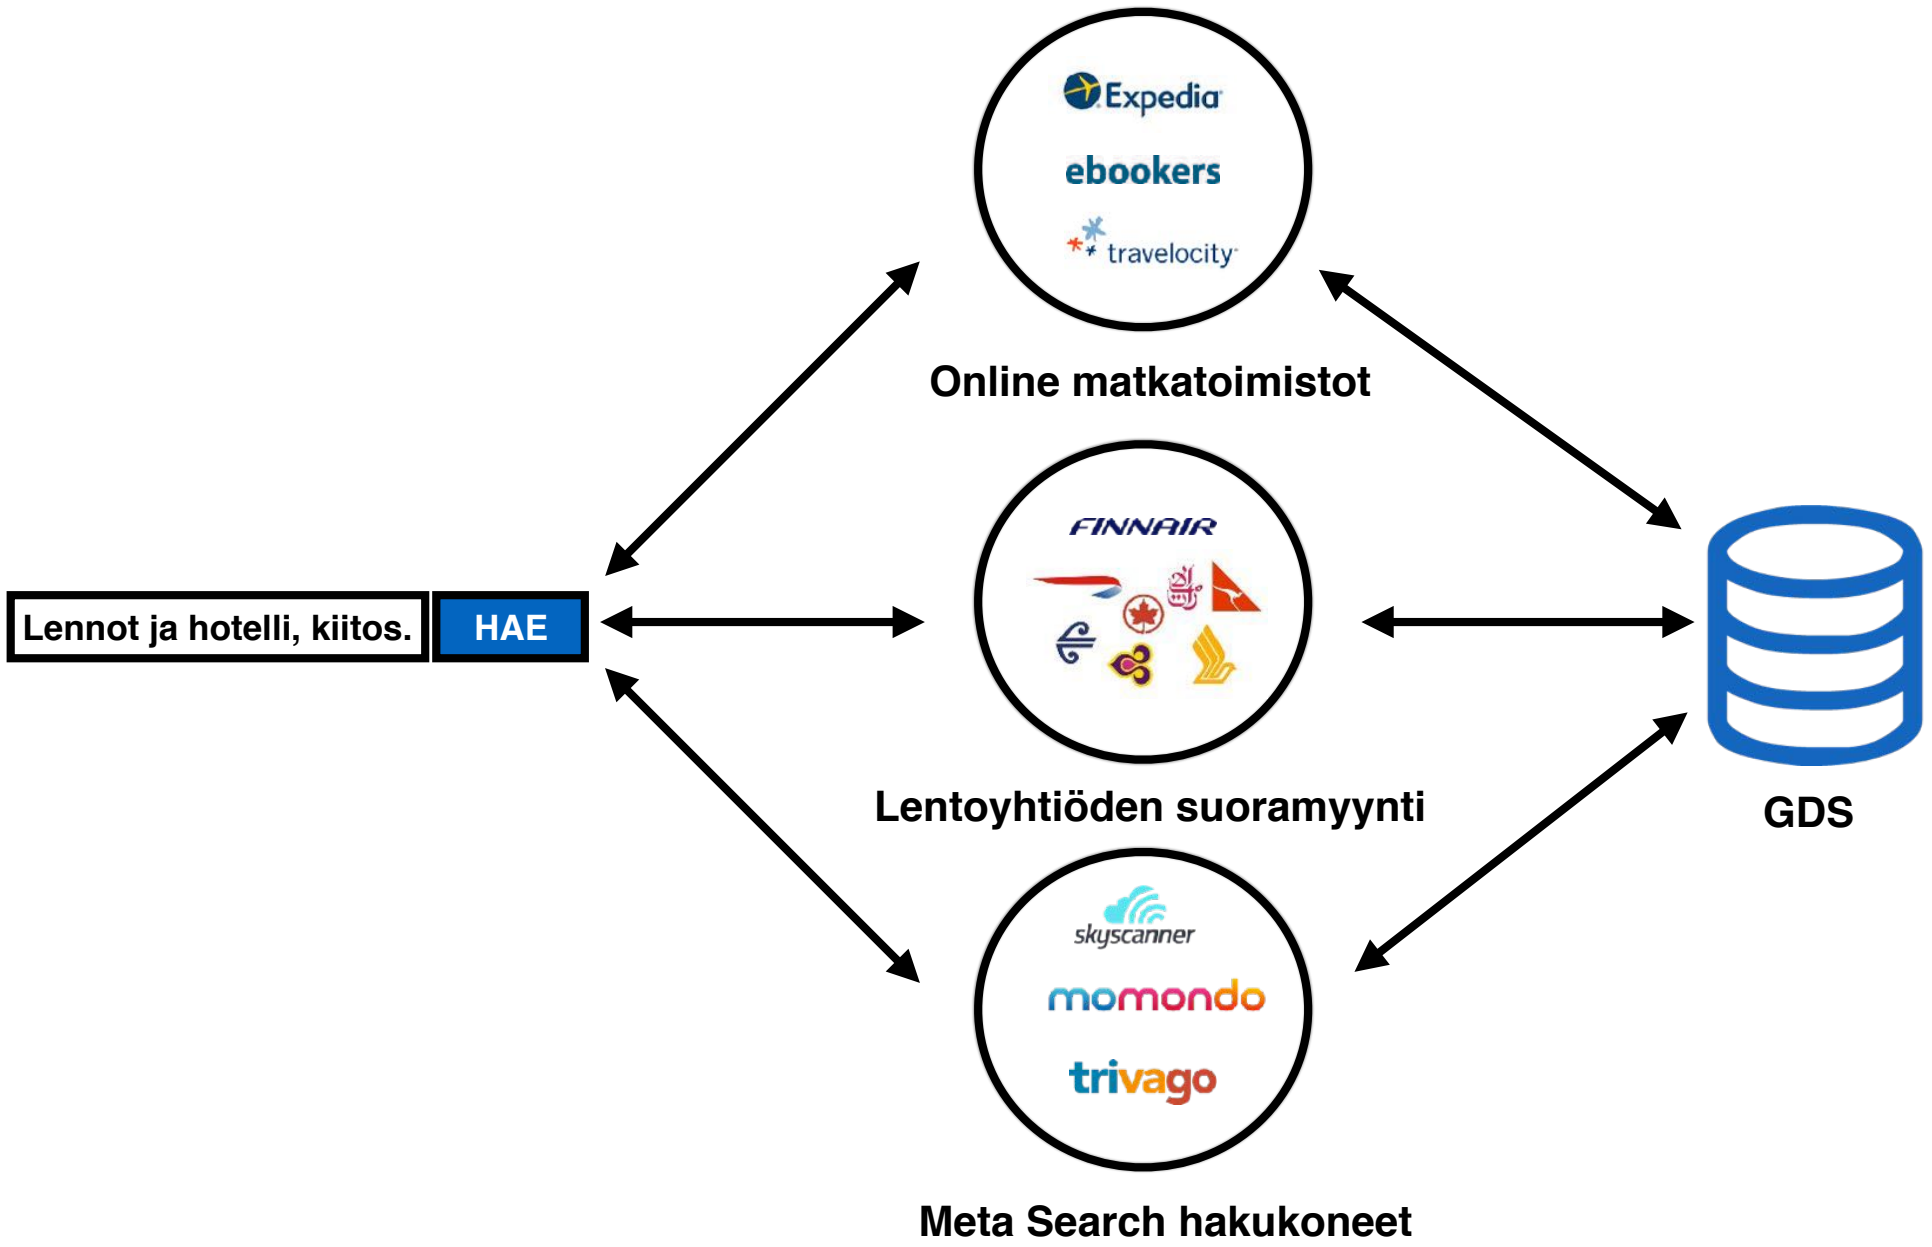 Expedia
ebookers
travelocity
Online matkatoimistot
FINNAIR
Lennot ja hotelli, kiitos. HAE
Lentoyhtiöden suoramyynti
GDS
skyscanner
momondo
trivago
Meta Search hakukoneet